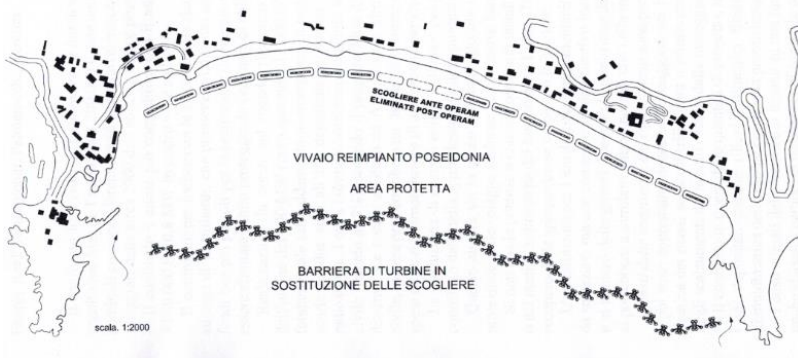 SCOGLIERE ANTE OPERAM
ELIMINATE POST OPERAM
VIVAIO REIMPIANTO POSEIDONIA
AREA PROTETTA
BARRIERA DI TURBINE IN
SOSTITUZIONE DELLE SCOGLIERE
scala. 1:2000